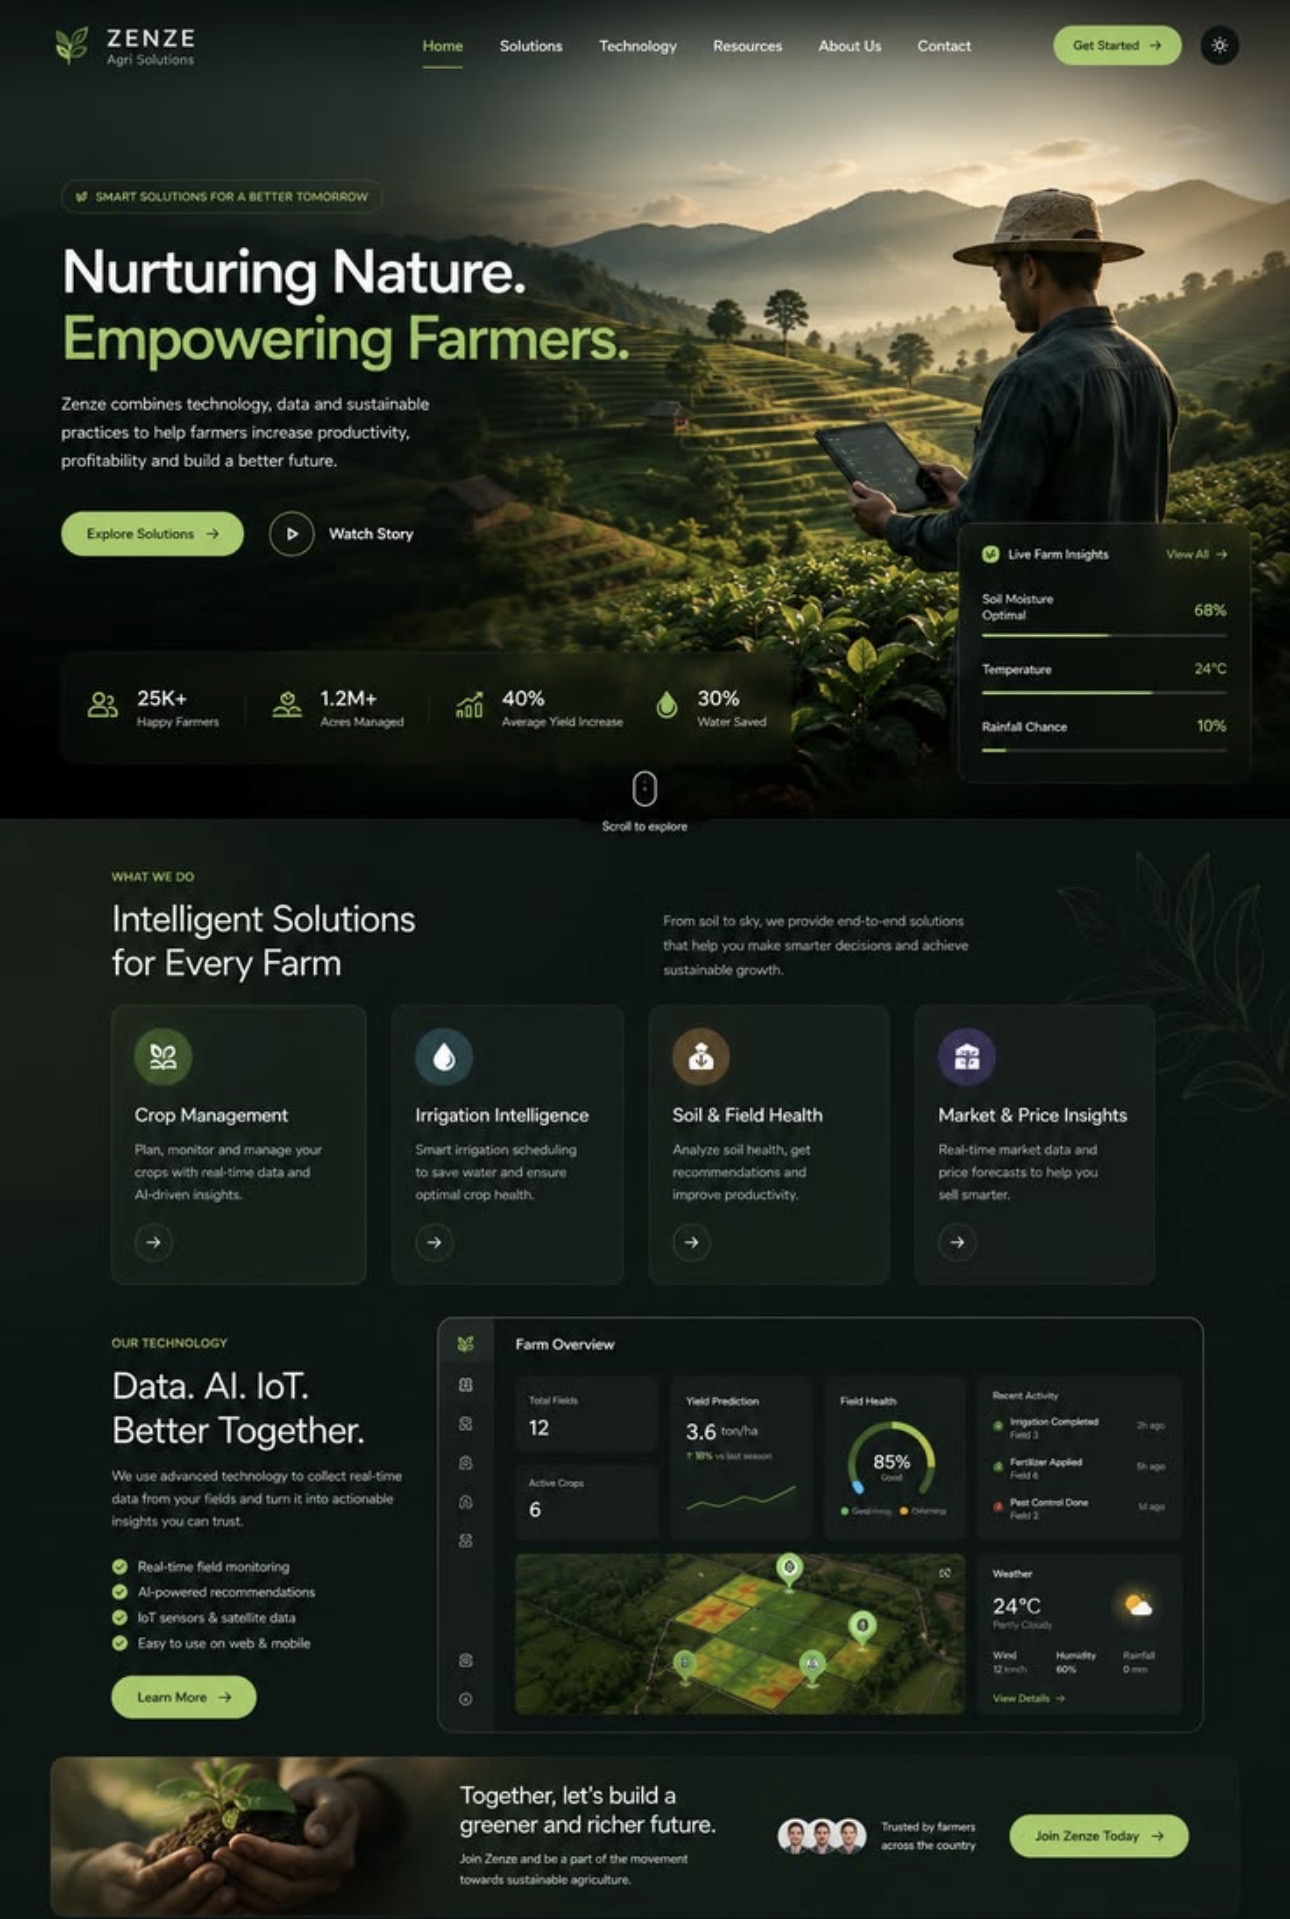 ZENZE
Agri Solutions
Home
Solutions
Technology
Resources
About Us
Contact
Get Started
SMART SOLUTIONS FOR A BETTER TOMORROW
Nurturing Nature.
Empowering Farmers.
Zenze combines technology, data and sustainable
practices to help farmers increase productivity,
profitability and build a better future.
Explore Solutions
Watch Story
Live Farm Insights
View All
Soil Moisture
Optimal
68%
Temperature
24°C
Rainfall Chance
10%
25K+
Happy Farmers
1.2M+
Acres Managed
40%
Average Yield Increase
30%
Water Saved
Scroll to explore
WHAT WE DO
Intelligent Solutions
for Every Farm
From soil to sky, we provide end-to-end solutions
that help you make smarter decisions and achieve
sustainable growth.
Crop Management
Plan, monitor and manage your
crops with real-time data and
AI-driven insights.
Irrigation Intelligence
Smart irrigation scheduling
to save water and ensure
optimal crop health.
Soil & Field Health
Analyze soil health, get
recommendations and
improve productivity.
Market & Price Insights
Real-time market data and
price forecasts to help you
sell smarter.
OUR TECHNOLOGY
Data. AI. IoT.
Better Together.
We use advanced technology to collect real-time
data from your fields and turn it into actionable
insights you can trust.
Real-time field monitoring
AI-powered recommendations
IoT sensors & satellite data
Easy to use on web & mobile
Learn More
Farm Overview
Total Fields
12
Active Crops
6
Yield Prediction
3.6 ton/ha
↑ 18% vs last season
Field Health
85%
Good
Recent Activity
Irrigation Completed
Field 3
2h ago
Fertilizer Applied
Field 6
5h ago
Pest Control Done
Field 2
1d ago
Weather
24°C
Partly Cloudy
Wind
12 km/h
Humidity
60%
Rainfall
0 mm
View Details
Together, let's build a
greener and richer future.
Join Zenze and be a part of the movement
towards sustainable agriculture.
Trusted by farmers
across the country
Join Zenze Today